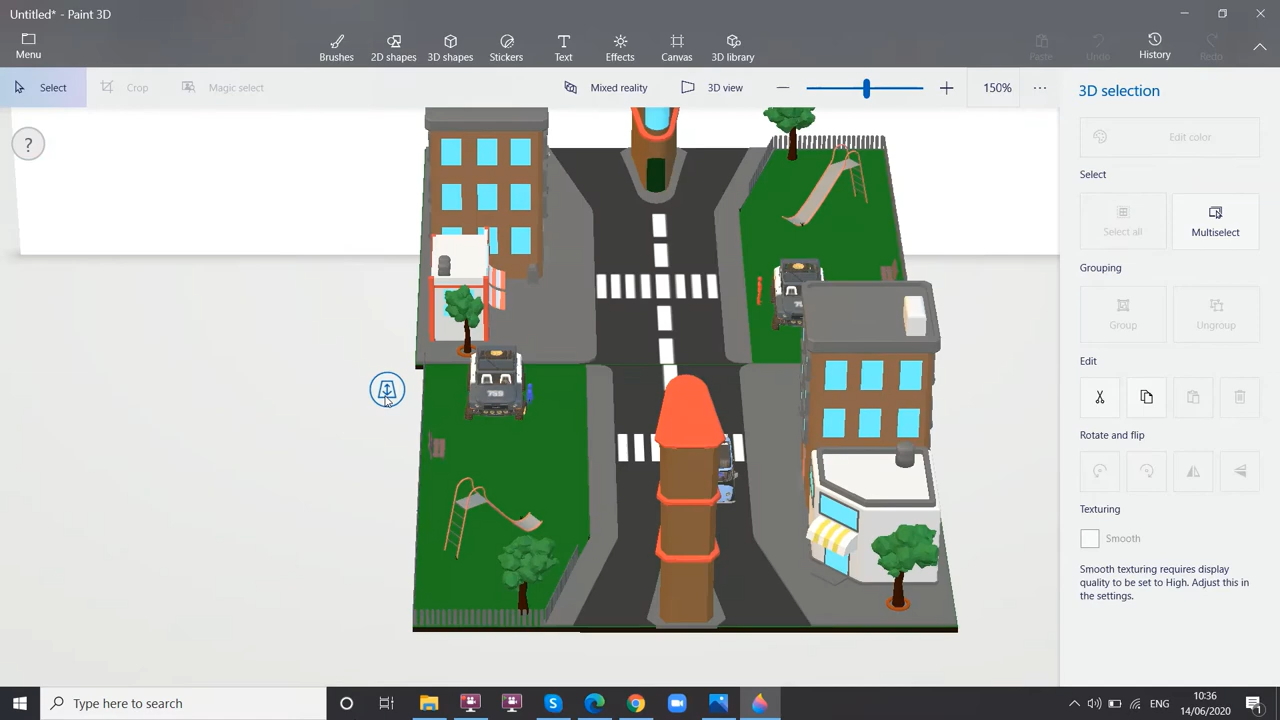 Untitled* - Paint 3D
Menu
Brushes
2D shapes
3D shapes
Stickers
Text
Effects
Canvas
3D library
Paste
Undo
History
Redo
Select
Crop
Magic select
Mixed reality
3D view
150%
3D selection
?
Edit color
Select
Select all
Multiselect
Grouping
Group
Ungroup
Edit
Rotate and flip
Texturing
Smooth
Smooth texturing requires display
quality to be set to High. Adjust this in
the settings.
Type here to search
ENG
10:36
14/06/2020